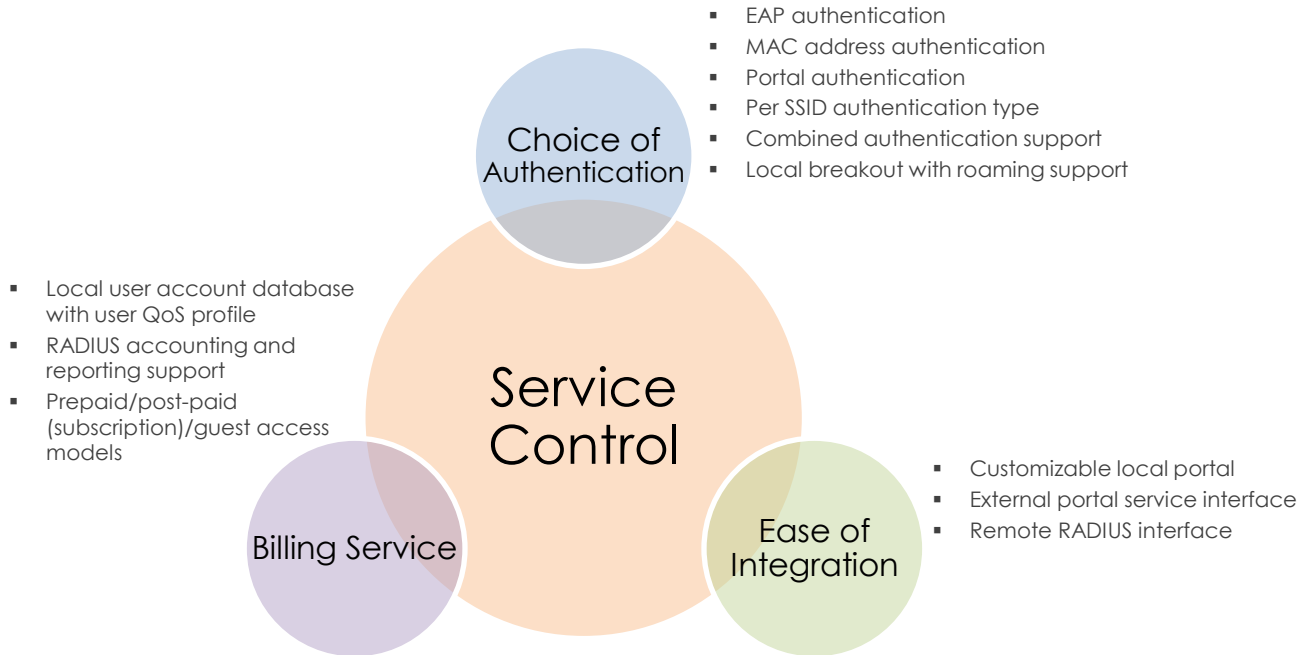 ▪ EAP authentication
▪ MAC address authentication
▪ Portal authentication
▪ Per SSID authentication type
▪ Combined authentication support
▪ Local breakout with roaming support
Choice of
Authentication
▪ Local user account database
with user QoS profile
▪ RADIUS accounting and
reporting support
▪ Prepaid/post-paid
(subscription)/guest access
models
Service
Control
Billing Service
Ease of
Integration
▪ Customizable local portal
▪ External portal service interface
▪ Remote RADIUS interface